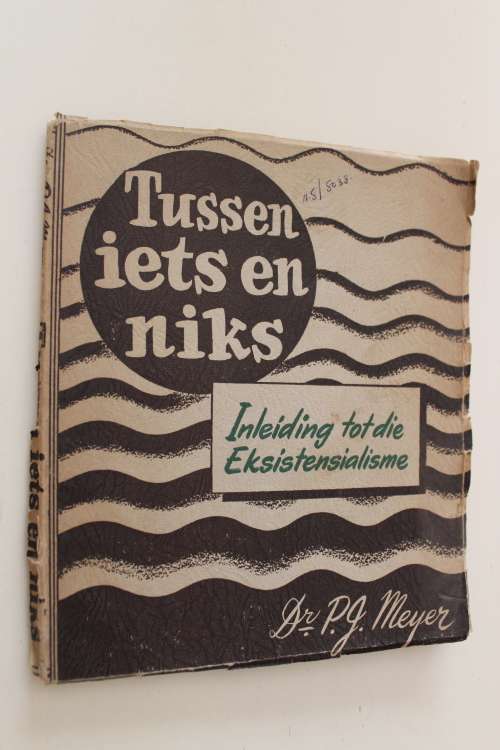 Tussen
iets en
niks
Inleiding tot die
Eksistensialisme
Dr. P.J. Meyer
iets en niks